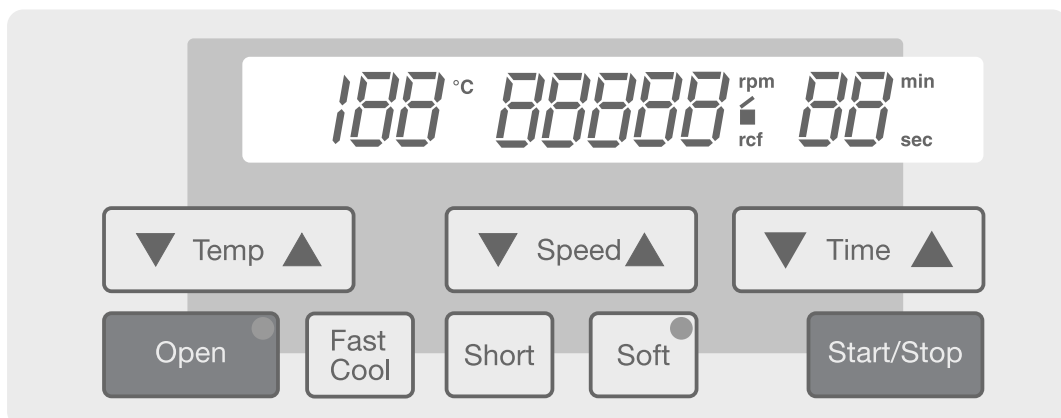 188 °C 88888 rpm 88 min
rcf sec
Temp Speed Time
Open Fast Cool Short Soft Start/Stop